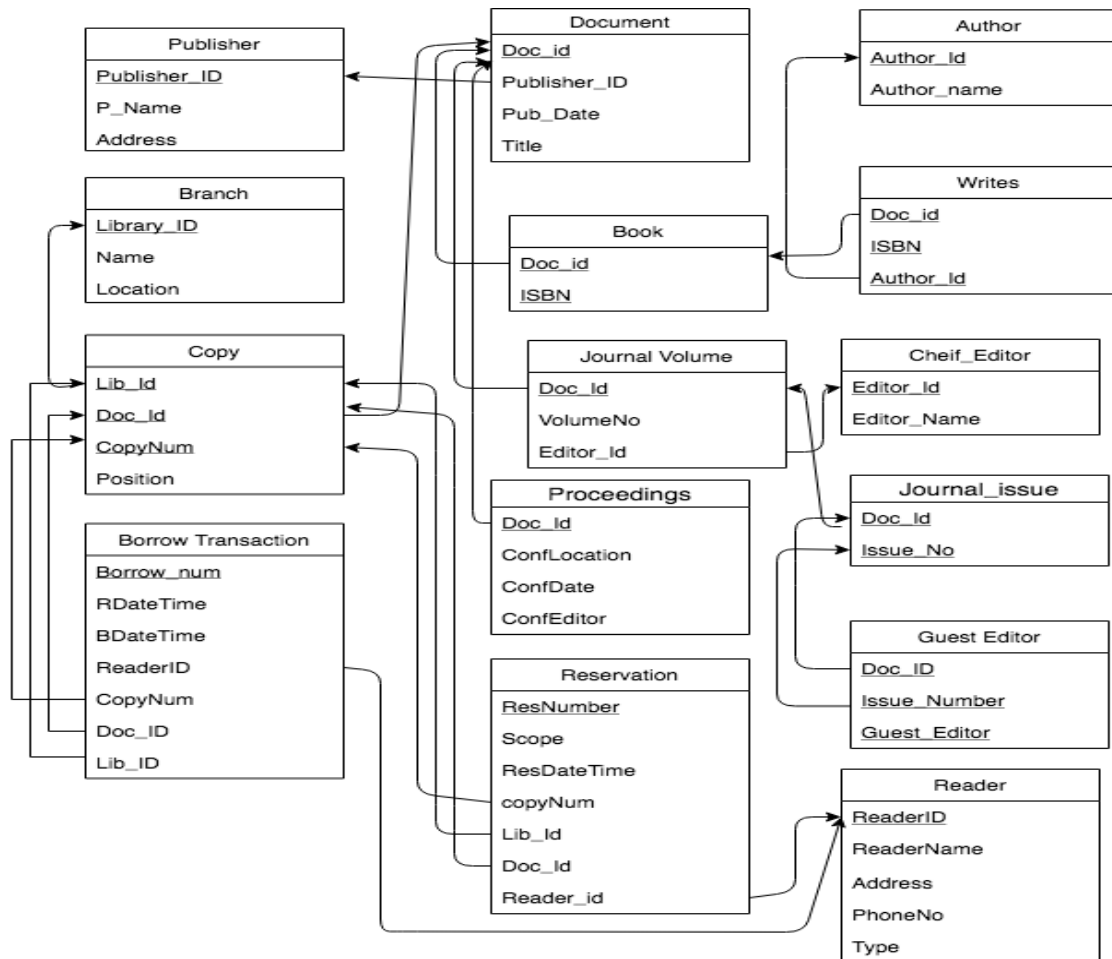 Publisher
Publisher_ID
P_Name
Address
Branch
Library_ID
Name
Location
Copy
Lib_Id
Doc_Id
CopyNum
Position
Borrow Transaction
Borrow_num
RDateTime
BDateTime
ReaderID
CopyNum
Doc_ID
Lib_ID
Document
Doc_id
Publisher_ID
Pub_Date
Title
Book
Doc_id
ISBN
Journal Volume
Doc_Id
VolumeNo
Editor_Id
Proceedings
Doc_Id
ConfLocation
ConfDate
ConfEditor
Reservation
ResNumber
Scope
ResDateTime
copyNum
Lib_Id
Doc_Id
Reader_id
Author
Author_Id
Author_name
Writes
Doc_id
ISBN
Author_Id
Cheif_Editor
Editor_Id
Editor_Name
Journal_issue
Doc_Id
Issue_No
Guest Editor
Doc_ID
Issue_Number
Guest_Editor
Reader
ReaderID
ReaderName
Address
PhoneNo
Type